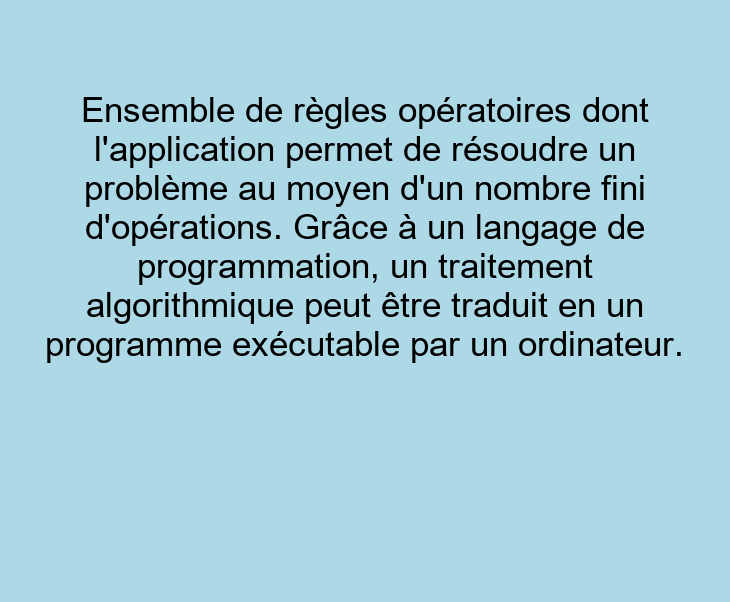 Ensemble de règles opératoires dont
l'application permet de résoudre un
problème au moyen d'un nombre fini
d'opérations. Grâce à un langage de
programmation, un traitement
algorithmique peut être traduit en un
programme exécutable par un ordinateur.